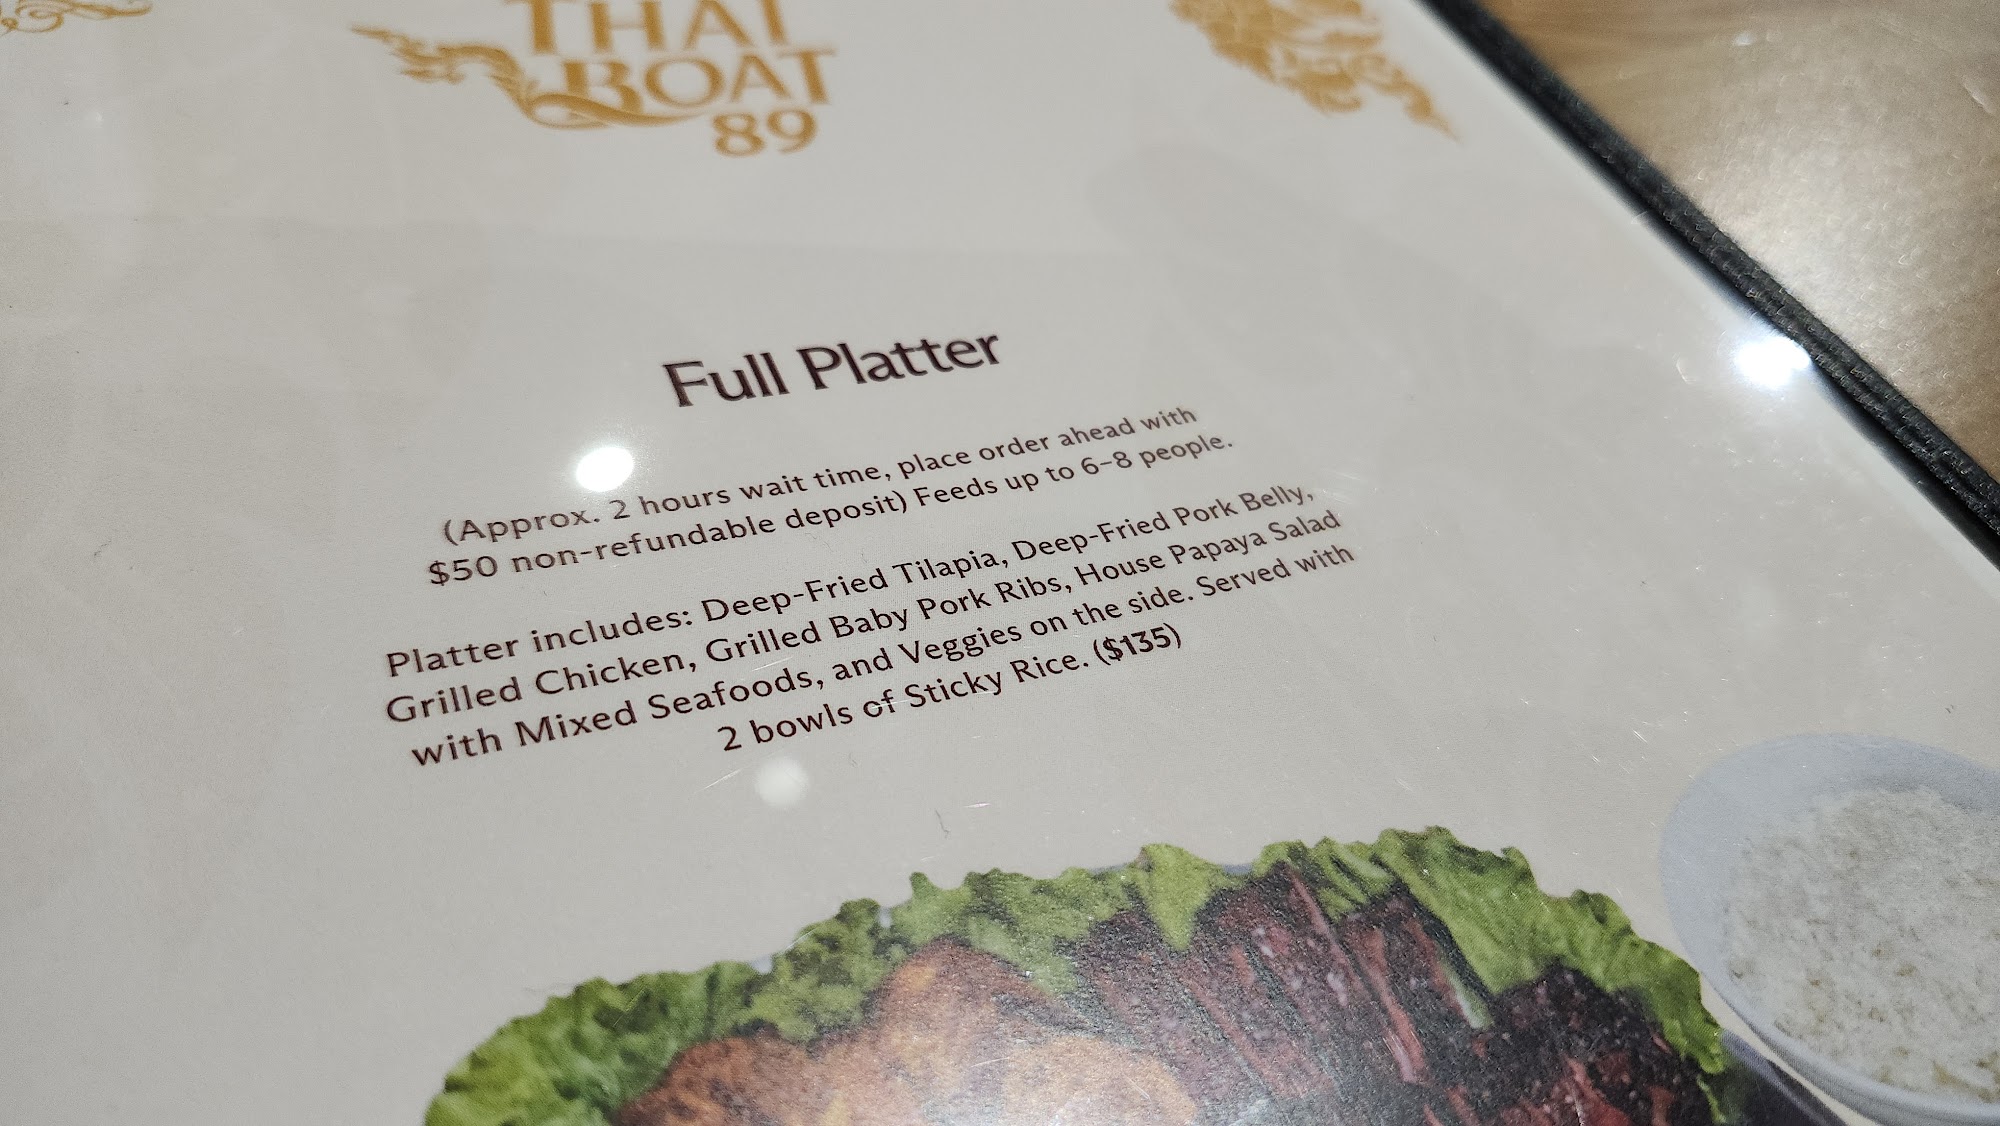 THAI
BOAT
89
Full Platter
(Approx. 2 hours wait time, place order ahead with
$50 non-refundable deposit) Feeds up to 6-8 people.
Platter includes: Deep-Fried Tilapia, Deep-Fried Pork Belly,
Grilled Chicken, Grilled Baby Pork Ribs, House Papaya Salad
with Mixed Seafoods, and Veggies on the side. Served with
2 bowls of Sticky Rice. ($135)